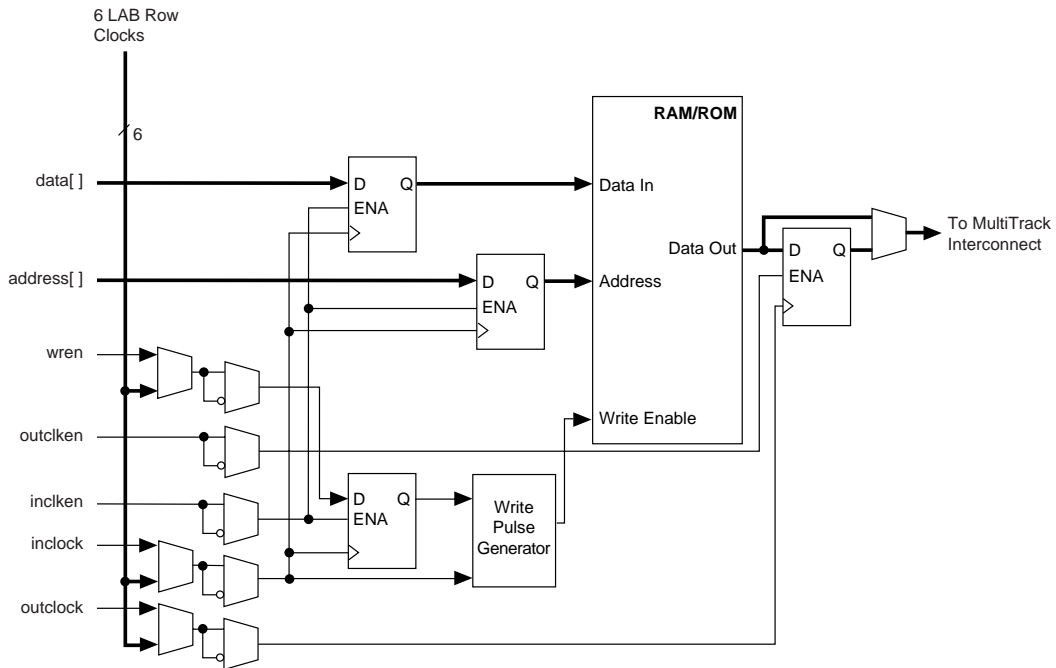 6 LAB Row
Clocks
6
RAM/ROM
data[ ]
D Q
ENA
Data In
To MultiTrack
Interconnect
Data Out
D Q
ENA
address[ ]
D Q
ENA
Address
wren
Write Enable
outclken
inclken
D Q
ENA
Write
Pulse
Generator
inclock
outclock